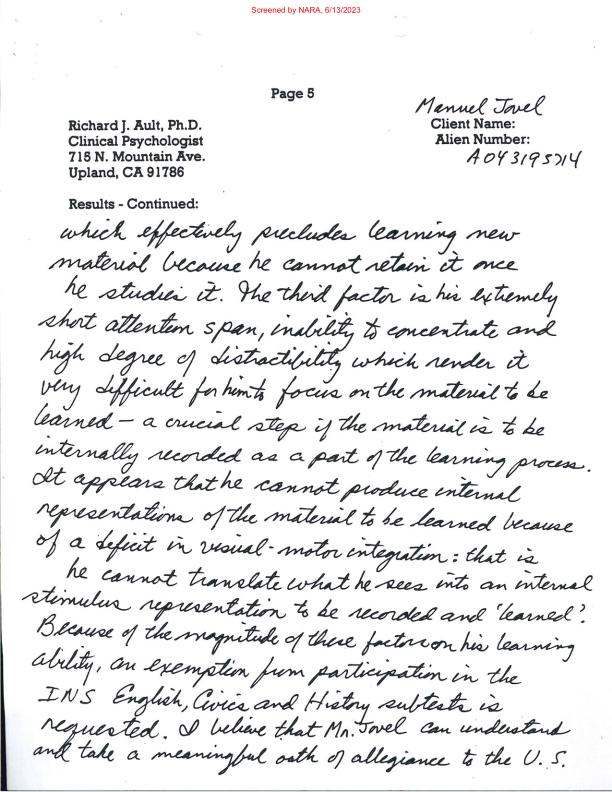 Screened by NARA, 6/13/2023
Page 5
Manuel Jovel
Richard J. Ault, Ph.D.
Client Name:
Clinical Psychologist
Alien Number:
715 N. Mountain Ave.
A043195714
Upland, CA 91786
Results - Continued:
which effectively precludes learning new
material because he cannot retain it once
he studies it. The third factor is his extremely
short attention span, inability to concentrate and
high degree of distractibility which render it
very difficult for him to focus on the material to be
learned — a crucial step if the material is to be
internally recorded as a part of the learning process.
It appears that he cannot produce internal
representations of the material to be learned because
of a deficit in visual-motor integration: that is
he cannot translate what he sees into an internal
stimulus representation to be recorded and 'learned'.
Because of the magnitude of these factors on his learning
ability, an exemption from participation in the
INS English, Civics and History subtests is
requested. I believe that Mr. Jovel can understand
and take a meaningful oath of allegiance to the U.S.